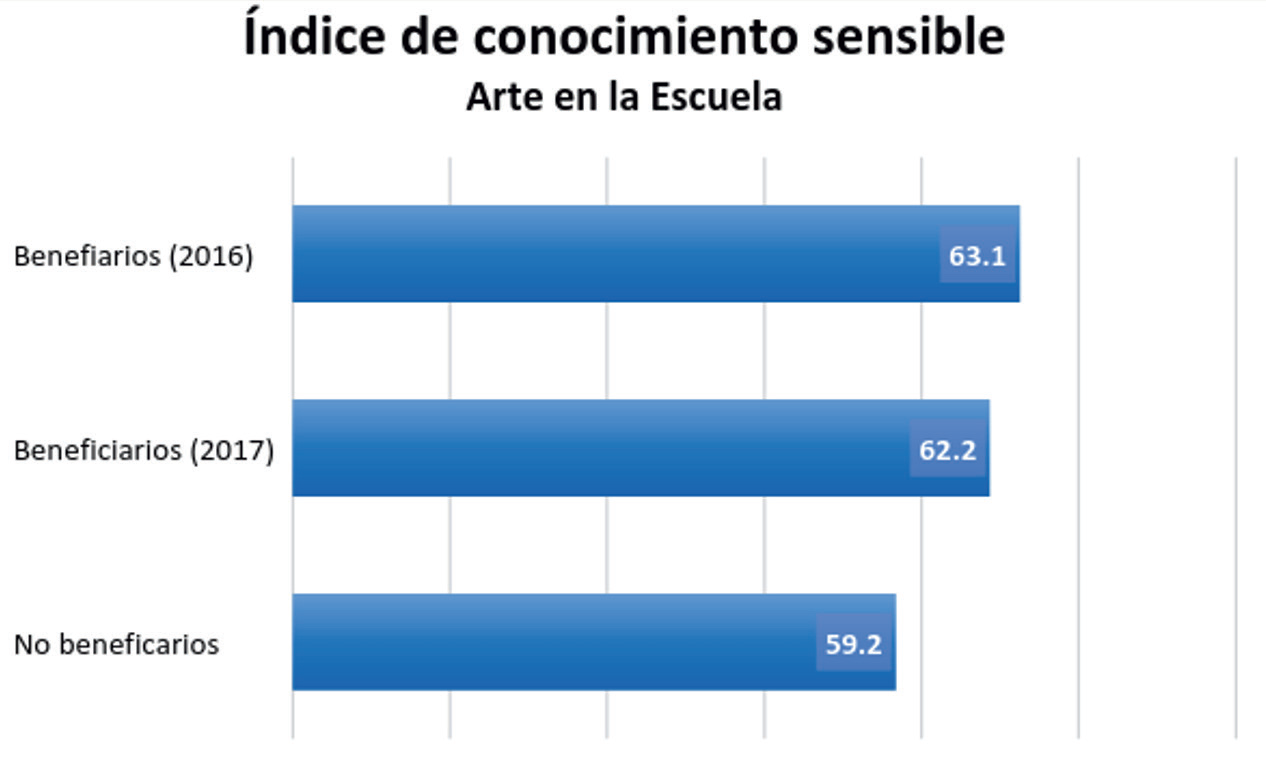 Índice de conocimiento sensible
Arte en la Escuela
Benefiarios (2016)
63.1
Beneficiarios (2017)
62.2
No beneficarios
59.2